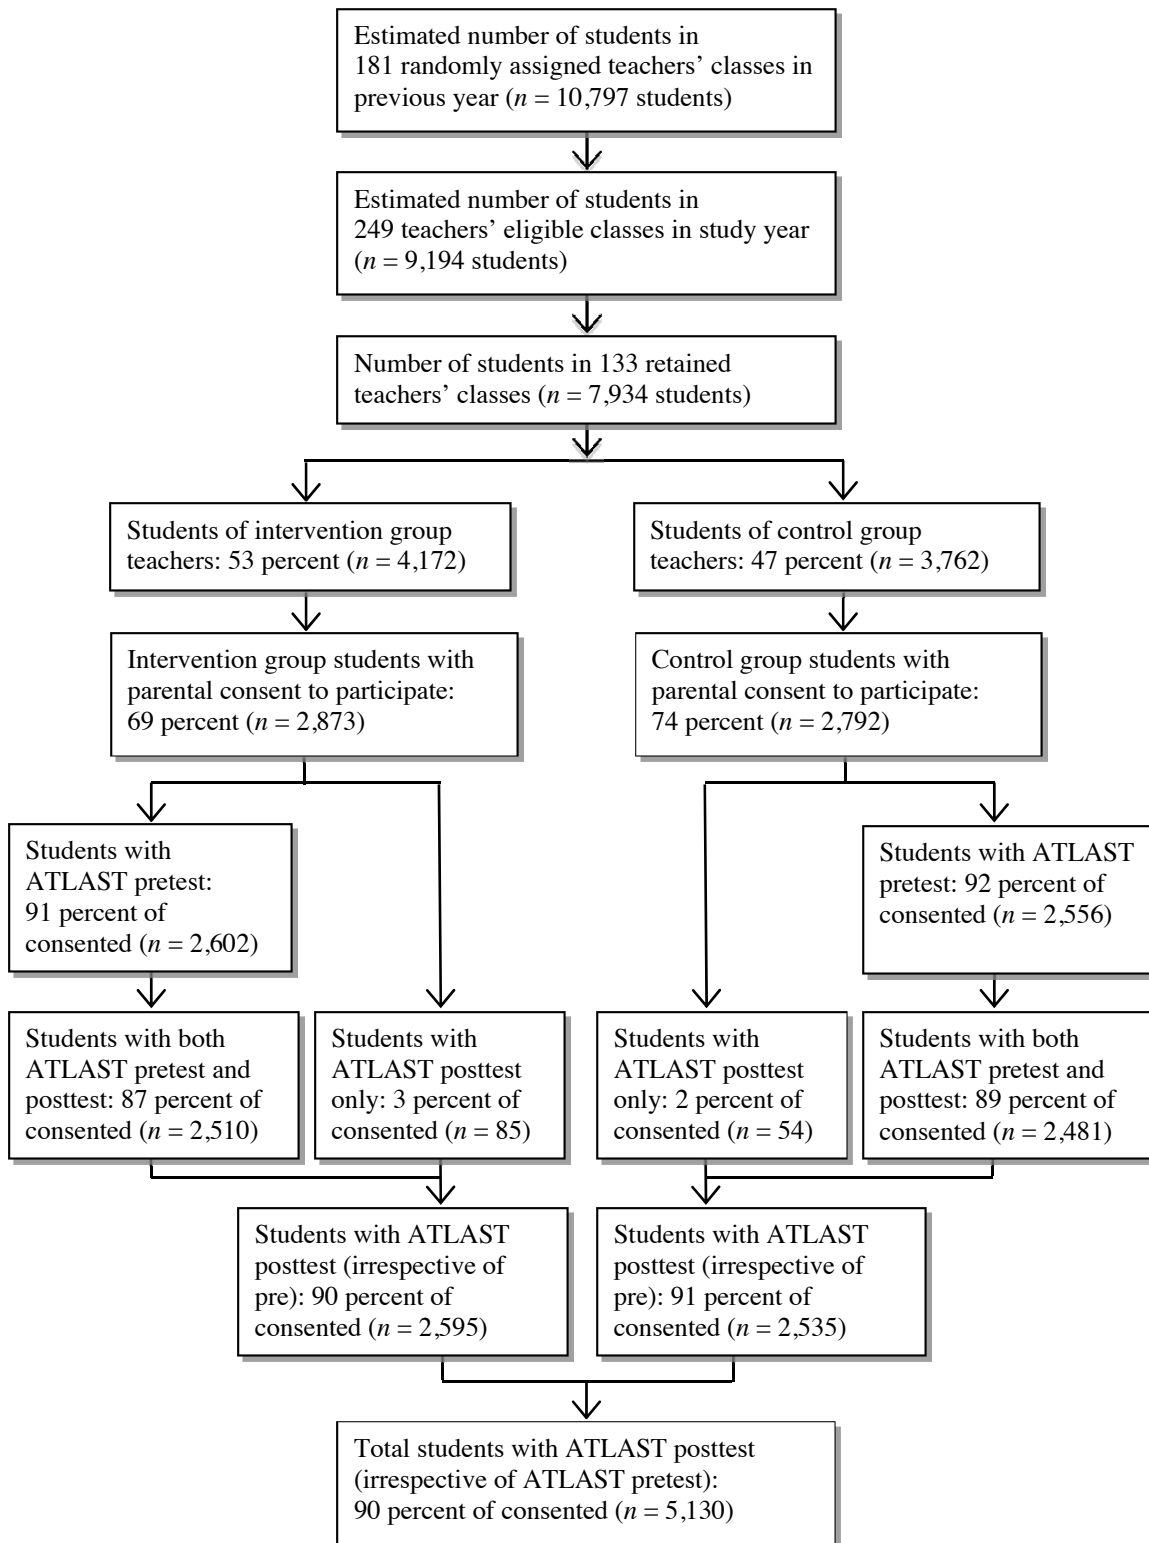 Estimated number of students in
181 randomly assigned teachers’ classes in
previous year (n = 10,797 students)
Estimated number of students in
249 teachers’ eligible classes in study year
(n = 9,194 students)
Number of students in 133 retained
teachers’ classes (n = 7,934 students)
Students of intervention group
teachers: 53 percent (n = 4,172)
Students of control group
teachers: 47 percent (n = 3,762)
Intervention group students with
parental consent to participate:
69 percent (n = 2,873)
Control group students with
parental consent to participate:
74 percent (n = 2,792)
Students with
ATLAST pretest:
91 percent of
consented (n = 2,602)
Students with ATLAST
pretest: 92 percent of
consented (n = 2,556)
Students with both
ATLAST pretest and
posttest: 87 percent of
consented (n = 2,510)
Students with
ATLAST posttest
only: 3 percent of
consented (n = 85)
Students with
ATLAST posttest
only: 2 percent of
consented (n = 54)
Students with both
ATLAST pretest and
posttest: 89 percent of
consented (n = 2,481)
Students with ATLAST
posttest (irrespective of
pre): 90 percent of
consented (n = 2,595)
Students with ATLAST
posttest (irrespective of
pre): 91 percent of
consented (n = 2,535)
Total students with ATLAST posttest
(irrespective of ATLAST pretest):
90 percent of consented (n = 5,130)